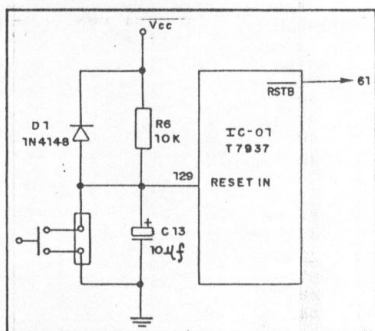 Vcc
D1
1N4148
R6
10K
RSTB
61
IC-01
T7937
129
RESET IN
+
C13
10µf